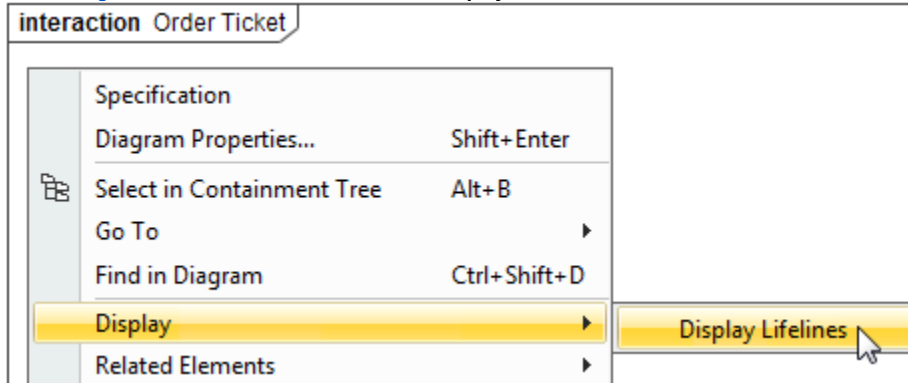 interaction Order Ticket
Specification
Diagram Properties... Shift+Enter
Select in Containment Tree Alt+B
Go To
Find in Diagram Ctrl+Shift+D
Display
Display Lifelines
Related Elements